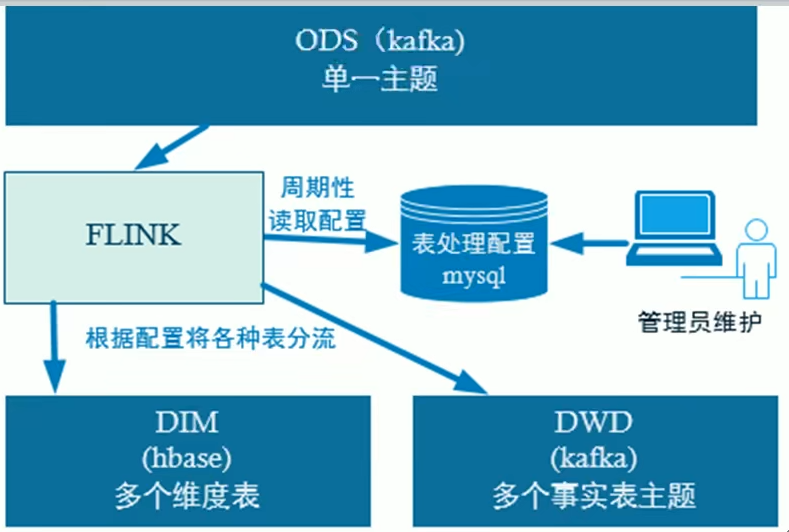 ODS（kafka)
单一主题
FLINK
周期性
读取配置
表处理配置
mysql
管理员维护
根据配置将各种表分流
DIM
(hbase)
多个维度表
DWD
(kafka)
多个事实表主题